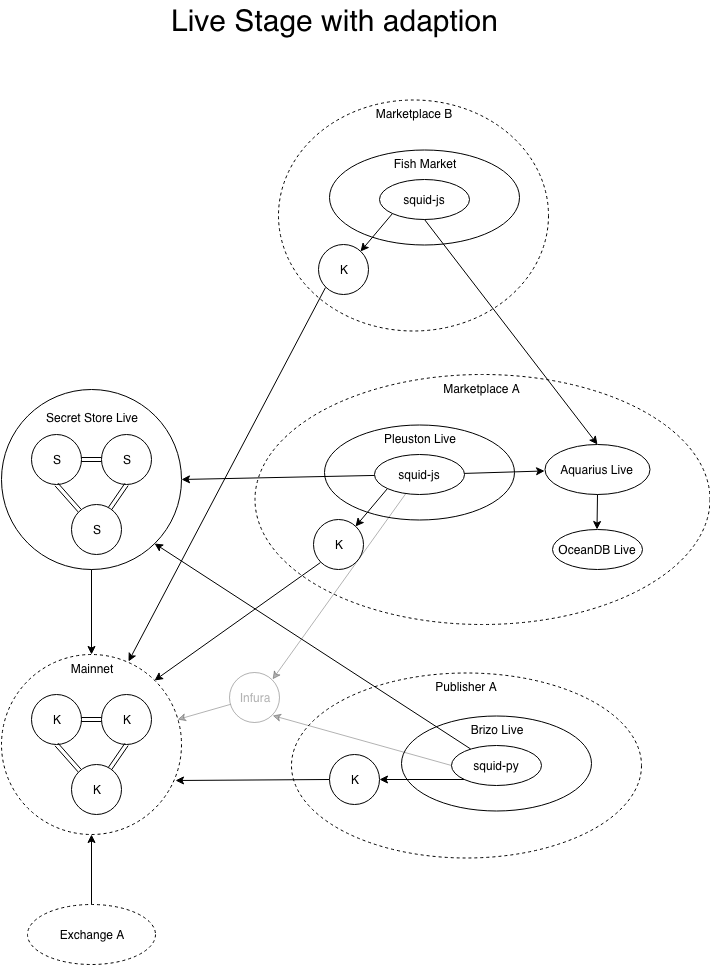 Live Stage with adaption
Marketplace B
Fish Market
squid-js
K
Marketplace A
Secret Store Live
Pleuston Live
S
S
squid-js
Aquarius Live
S
K
OceanDB Live
Mainnet
Publisher A
Infura
K
K
Brizo Live
squid-py
K
K
Exchange A